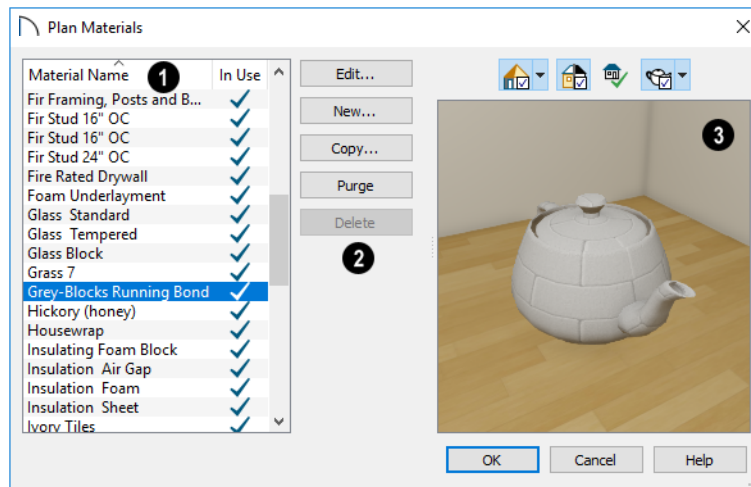 Plan Materials
Material Name 1 In Use
Fir Framing, Posts and B...
Fir Stud 16" OC
Fir Stud 16" OC
Fir Stud 24" OC
Fire Rated Drywall
Foam Underlayment
Glass Standard
Glass Tempered
Glass Block
Grass 7
Grey-Blocks Running Bond
Hickory (honey)
Housewrap
Insulating Foam Block
Insulation Air Gap
Insulation Foam
Insulation Sheet
Ivory Tiles
Edit...
New...
Copy...
Purge
Delete
2
3
OK Cancel Help